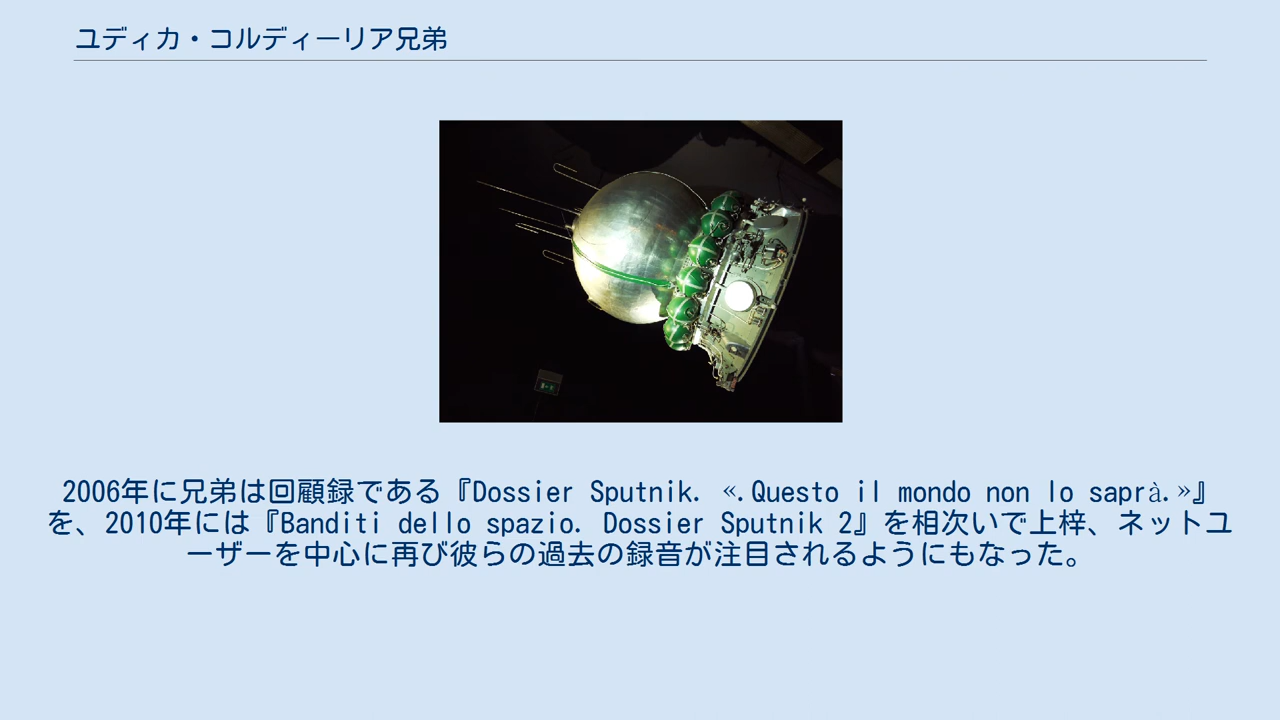 ユディカ・コルディーリア兄弟
2006年に兄弟は回顧録である『Dossier Sputnik. «.Questo il mondo non lo saprà.»』
を、2010年には『Banditi dello spazio. Dossier Sputnik 2』を相次いで上梓、ネットユ
ーザーを中心に再び彼らの過去の録音が注目されるようにもなった。